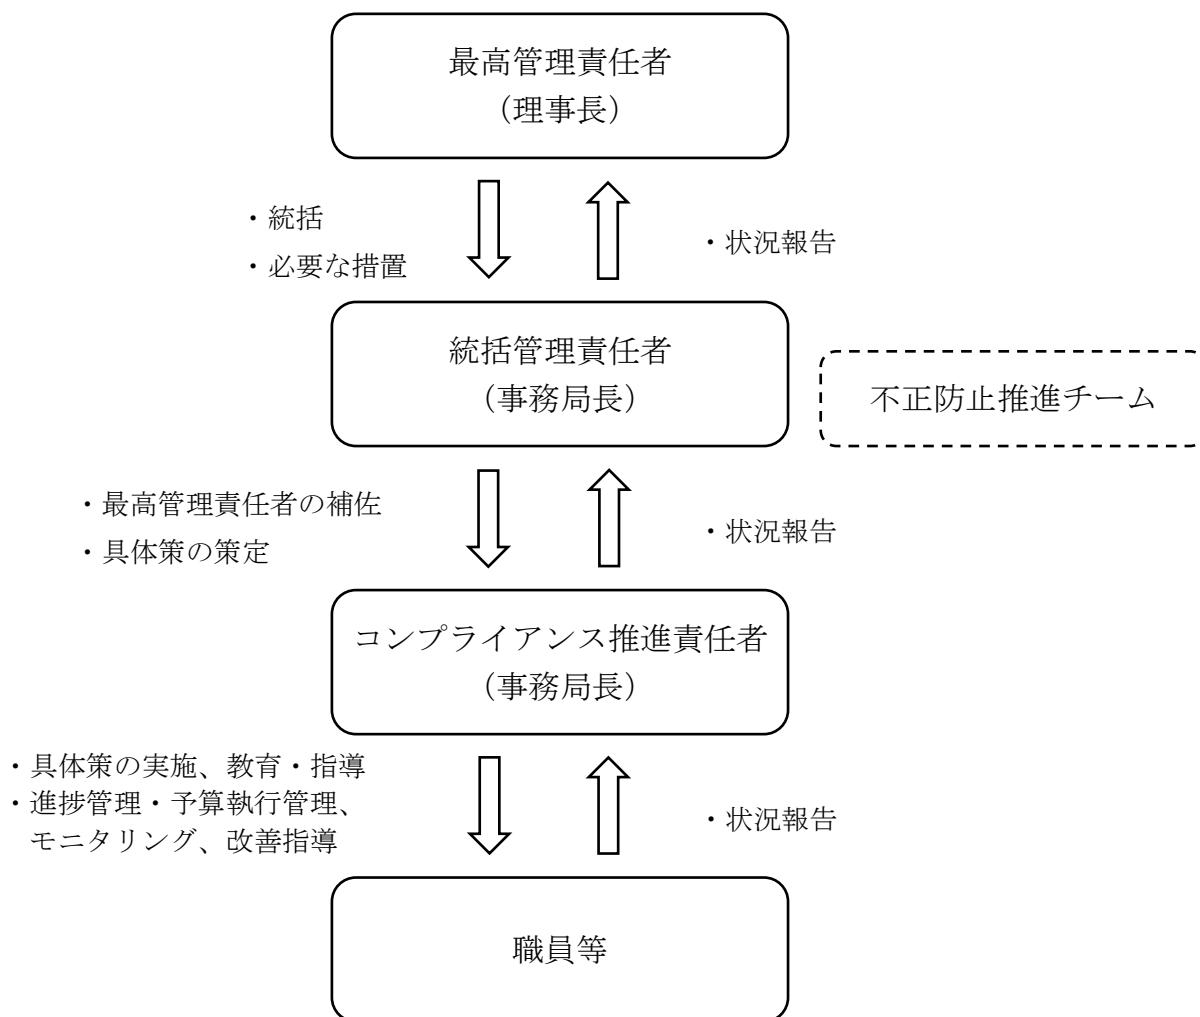 最高管理責任者
（理事長）
・統括
・必要な措置
・状況報告
統括管理責任者
（事務局長）
不正防止推進チーム
・最高管理責任者の補佐
・具体策の策定
・状況報告
コンプライアンス推進責任者
（事務局長）
・具体策の実施、教育・指導
・進捗管理・予算執行管理、
モニタリング、改善指導
・状況報告
職員等